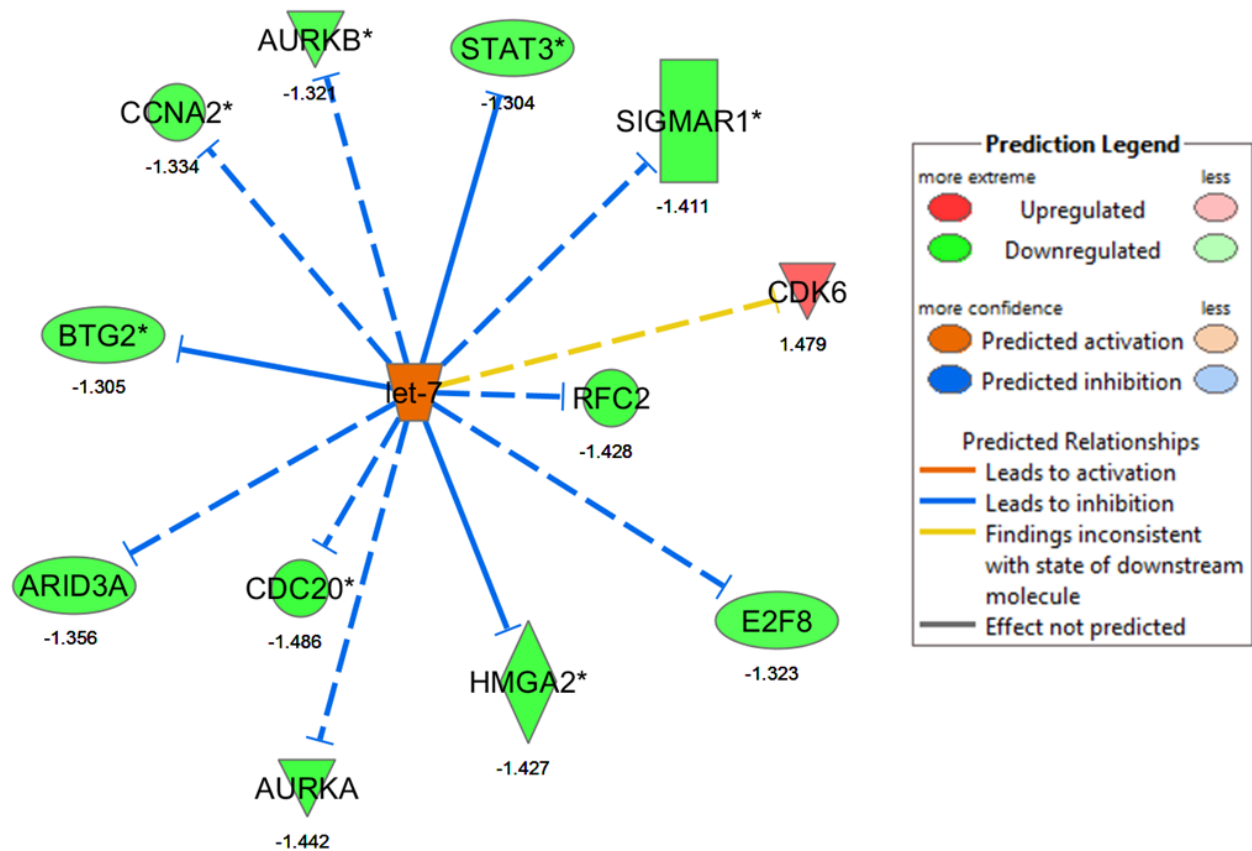 AURKB*
-1.321
STAT3*
-1.304
CCNA2*
-1.334
SIGMAR1*
-1.411
CDK6
1.479
BTG2*
-1.305
let-7
RFC2
-1.428
ARID3A
-1.356
CDC20*
-1.486
E2F8
-1.323
HMGA2*
-1.427
AURKA
-1.442
Prediction Legend
more extreme less
Upregulated
Downregulated
more confidence less
Predicted activation
Predicted inhibition
Predicted Relationships
Leads to activation
Leads to inhibition
Findings inconsistent
with state of downstream
molecule
Effect not predicted